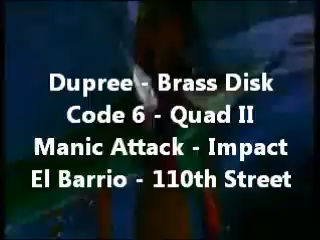 Dupree - Brass Disk
Code 6 - Quad II
Manic Attack - Impact
El Barrio - 110th Street